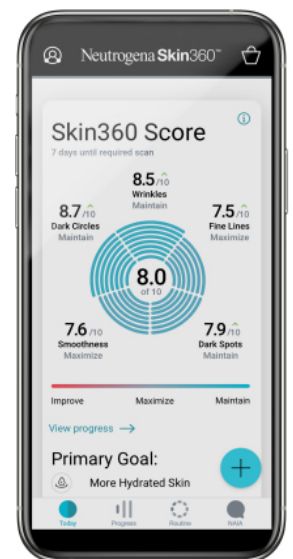 Neutrogena Skin360™
Skin360 Score
7 days until required scan
8.5/10
Wrinkles
Maintain
8.7/10
Dark Circles
Maintain
7.5/10
Fine Lines
Maximize
8.0
of 10
7.6/10
Smoothness
Maximize
7.9/10
Dark Spots
Maintain
Improve Maximize Maintain
View progress →
Primary Goal:
More Hydrated Skin
Today Progress Routine NAIA